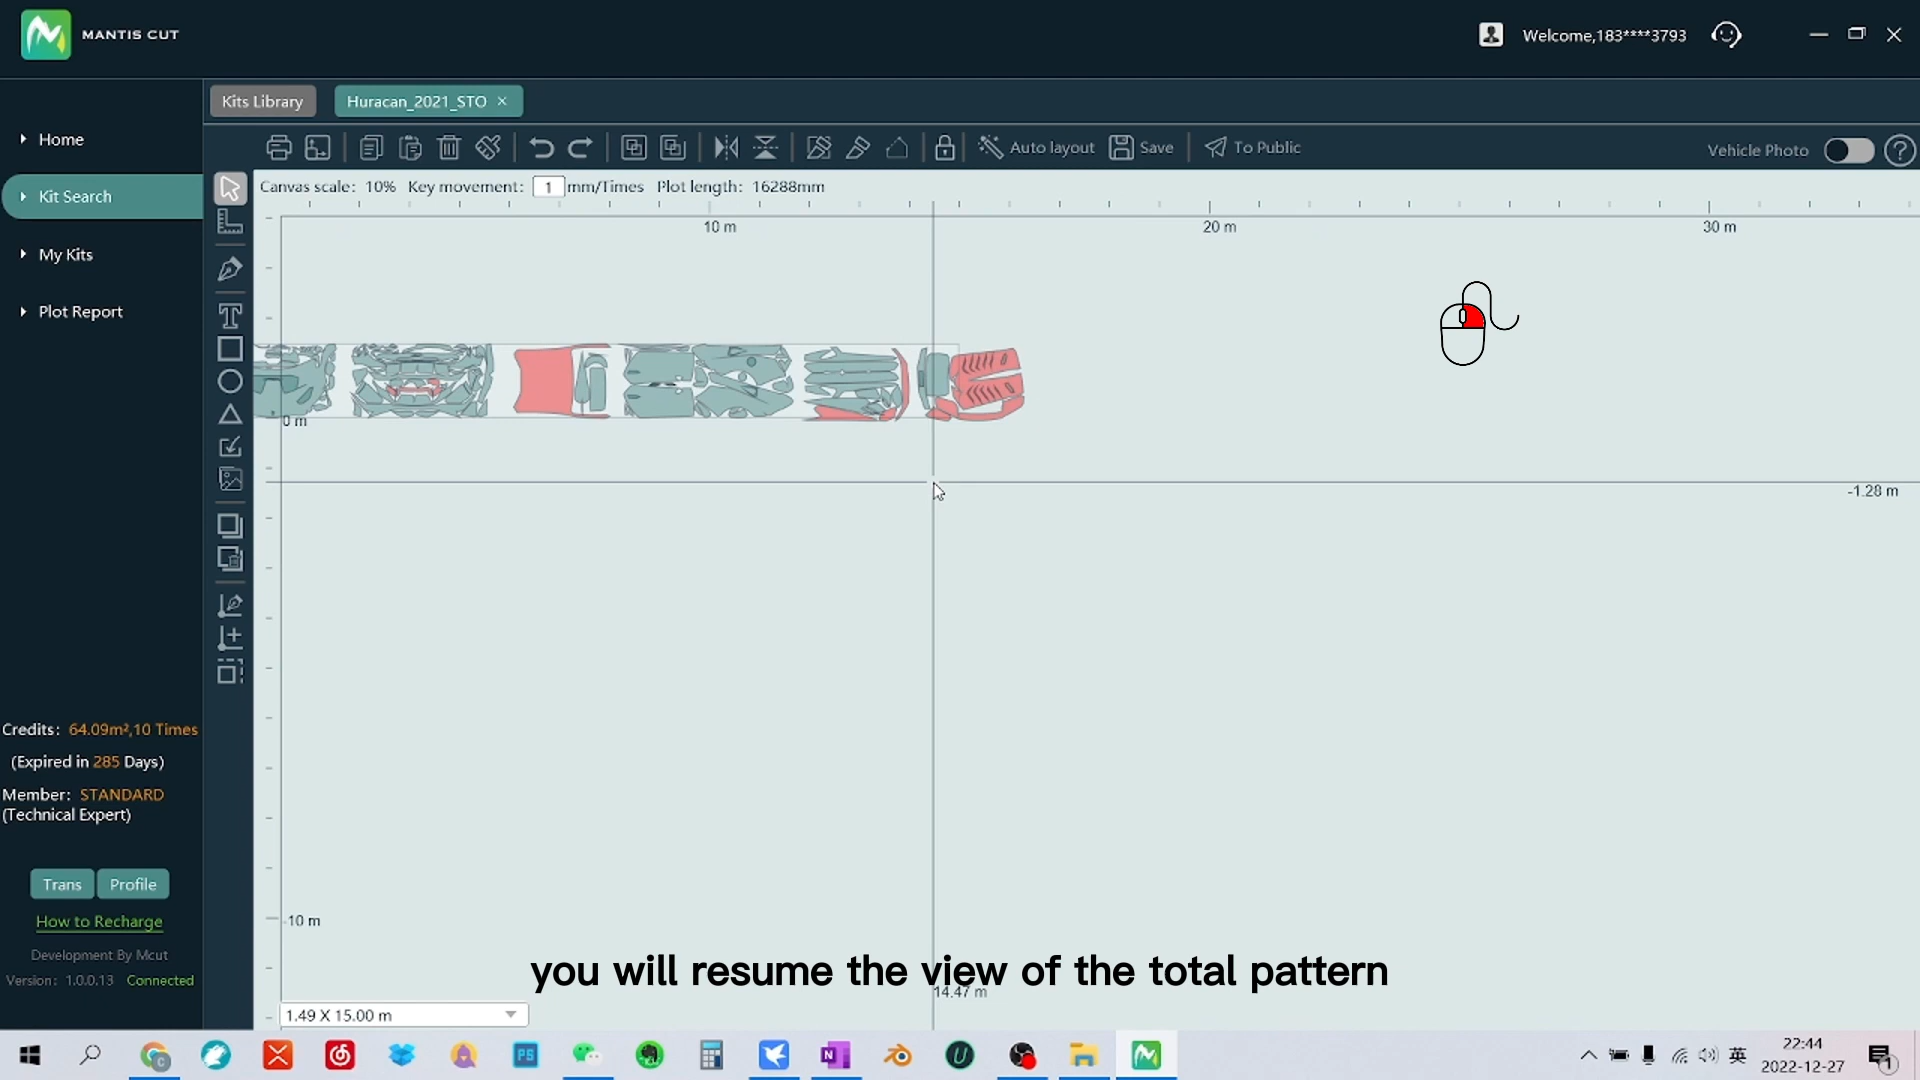 MANTIS CUT
Welcome,183****3793
Kits Library
Huracan_2021_STO ×
Home
Kit Search
My Kits
Plot Report
Auto layout
Save
To Public
Vehicle Photo
Canvas scale: 10% Key movement: 1 mm/Times Plot length: 16288mm
10 m
20 m
30 m
0 m
-1.28 m
-10 m
14.47 m
Credits: 64.09m²,10 Times
(Expired in 285 Days)
Member: STANDARD
(Technical Expert)
Trans
Profile
How to Recharge
Development By Mcut
Version: 1.0.0.13 Connected
you will resume the view of the total pattern
1.49 X 15.00 m
PS
N
U
英
22:44
2022-12-27
1